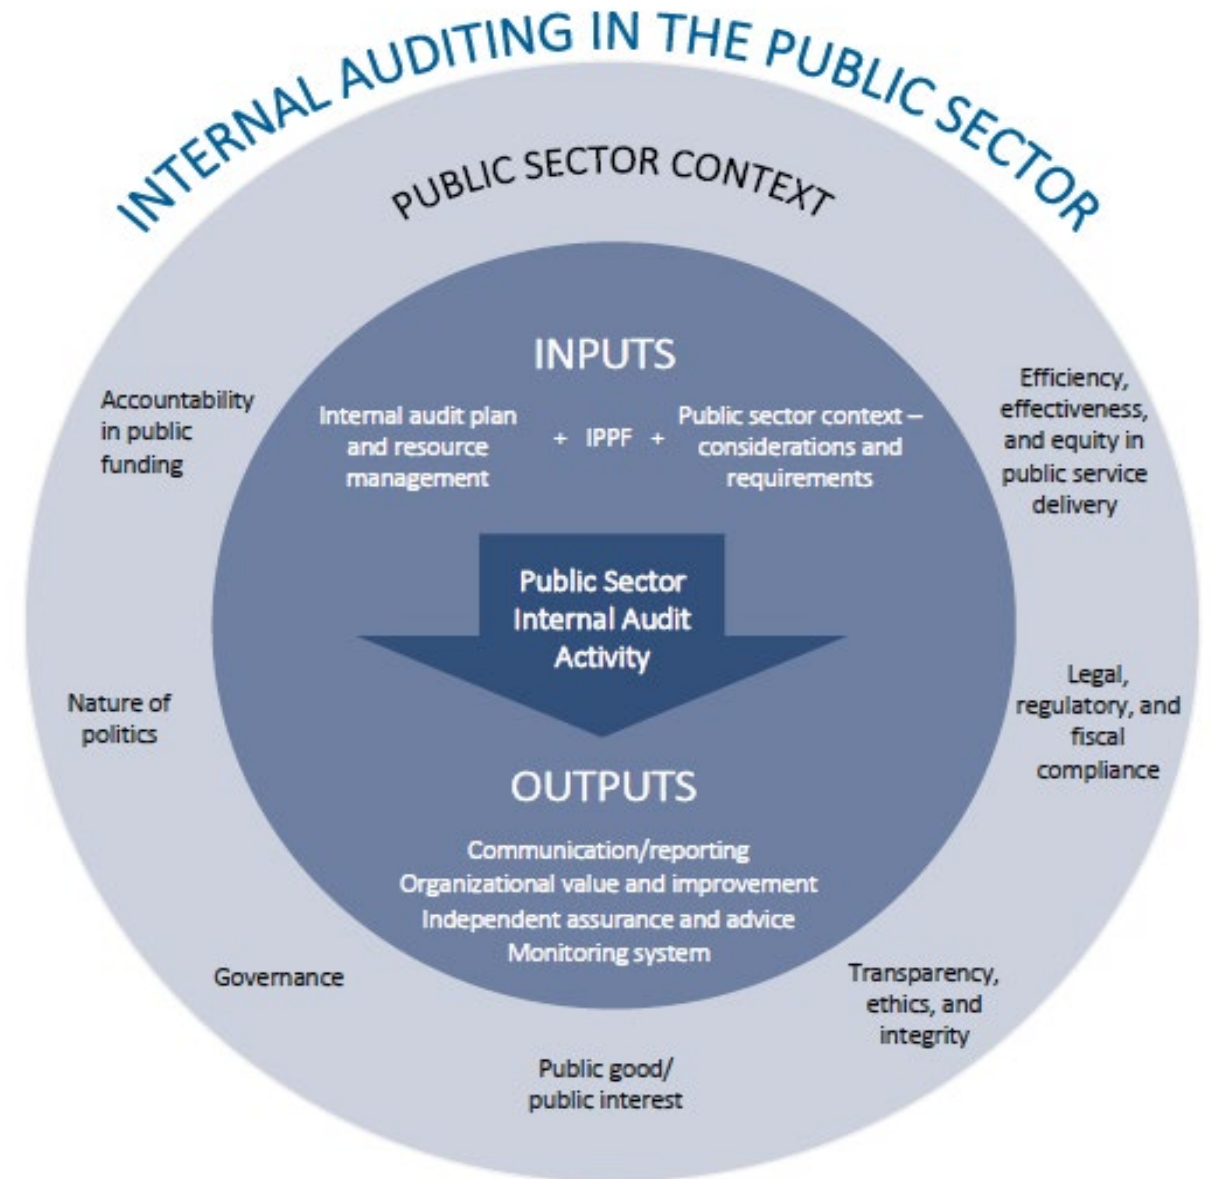 INTERNAL AUDITING IN THE PUBLIC SECTOR
PUBLIC SECTOR CONTEXT
INPUTS
Internal audit plan
and resource
management
+ IPPF +
Public sector context –
considerations and
requirements
Public Sector
Internal Audit
Activity
OUTPUTS
Communication/reporting
Organizational value and improvement
Independent assurance and advice
Monitoring system
Accountability
in public
funding
Nature of
politics
Governance
Public good/
public interest
Transparency,
ethics, and
integrity
Legal,
regulatory, and
fiscal
compliance
Efficiency,
effectiveness,
and equity in
public service
delivery